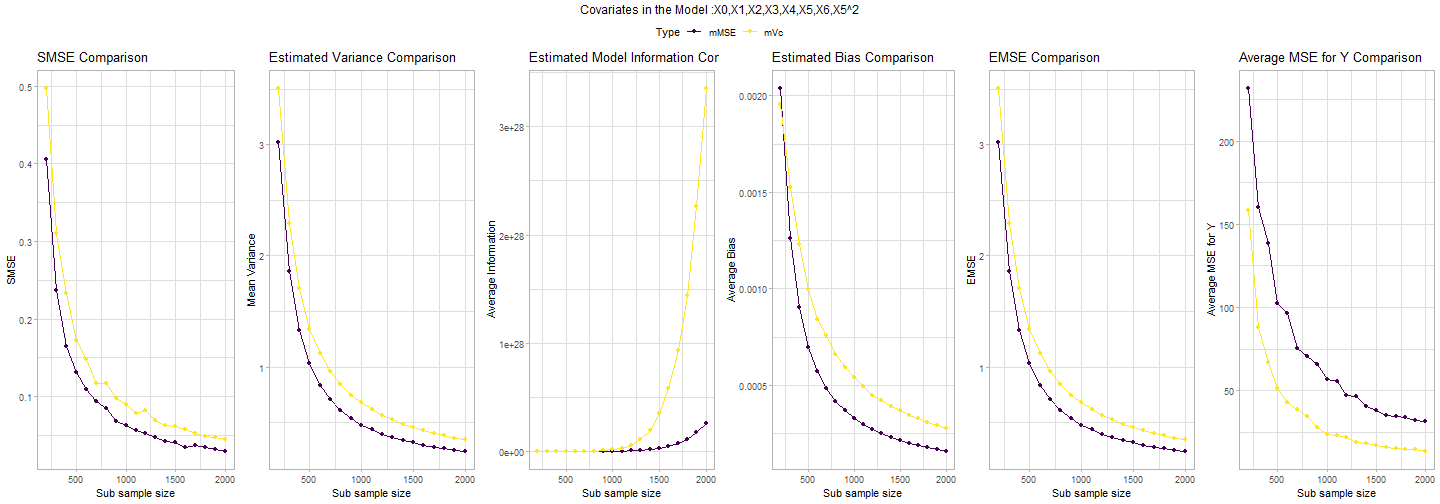 Covariates in the Model :X0,X1,X2,X3,X4,X5,X6,X5^2
Type mMSE mVc
SMSE Comparison
SMSE
0.5
0.4
0.3
0.2
0.1
500 1000 1500 2000
Sub sample size
Estimated Variance Comparison
Mean Variance
3
2
1
500 1000 1500 2000
Sub sample size
Estimated Model Information Cor
Average Information
3e+28
2e+28
1e+28
0e+00
500 1000 1500 2000
Sub sample size
Estimated Bias Comparison
Average Bias
0.0020
0.0015
0.0010
0.0005
500 1000 1500 2000
Sub sample size
EMSE Comparison
EMSE
3
2
1
500 1000 1500 2000
Sub sample size
Average MSE for Y Comparison
Average MSE for Y
200
150
100
50
500 1000 1500 2000
Sub sample size